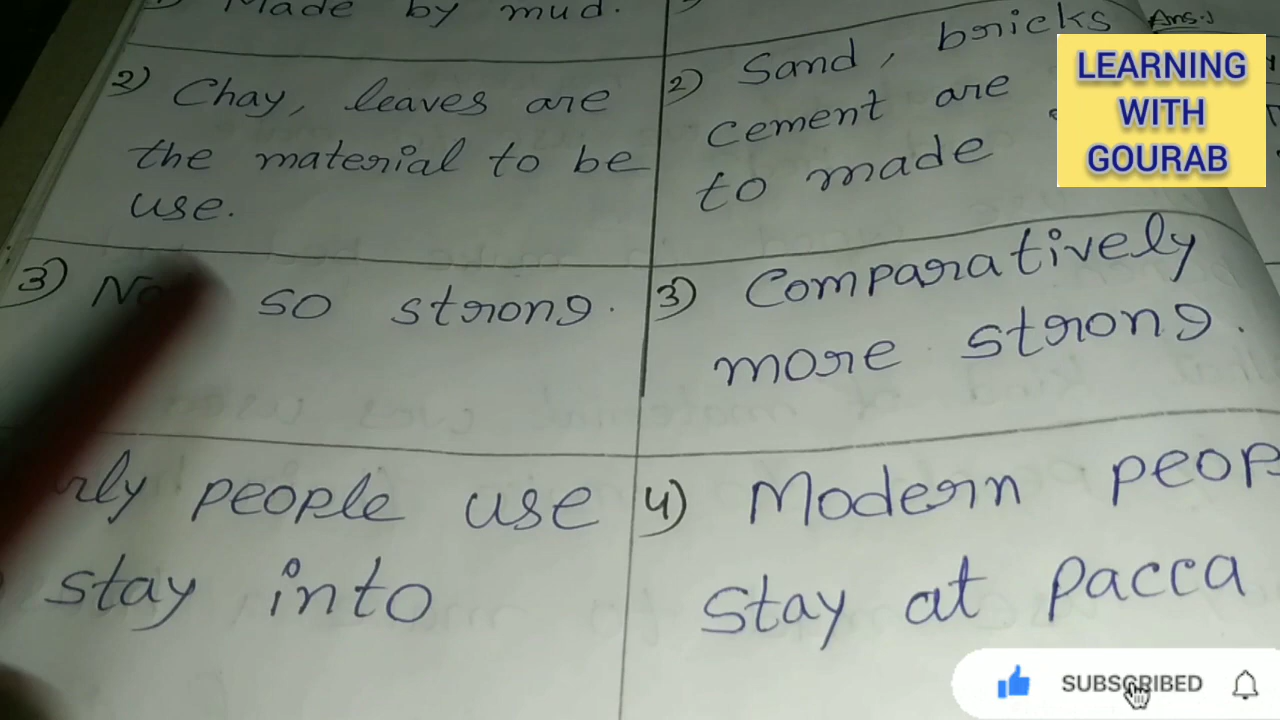 Made by mud.
2) Chay, leaves are
the material to be
use.
3) so strong.
people use
stay into
2) Sand, bricks
cement are
to made
3) Comparatively
more strong.
4) Modern
stay at pacca
Ans:
LEARNING
WITH
GOURAB
SUBSCRIBED